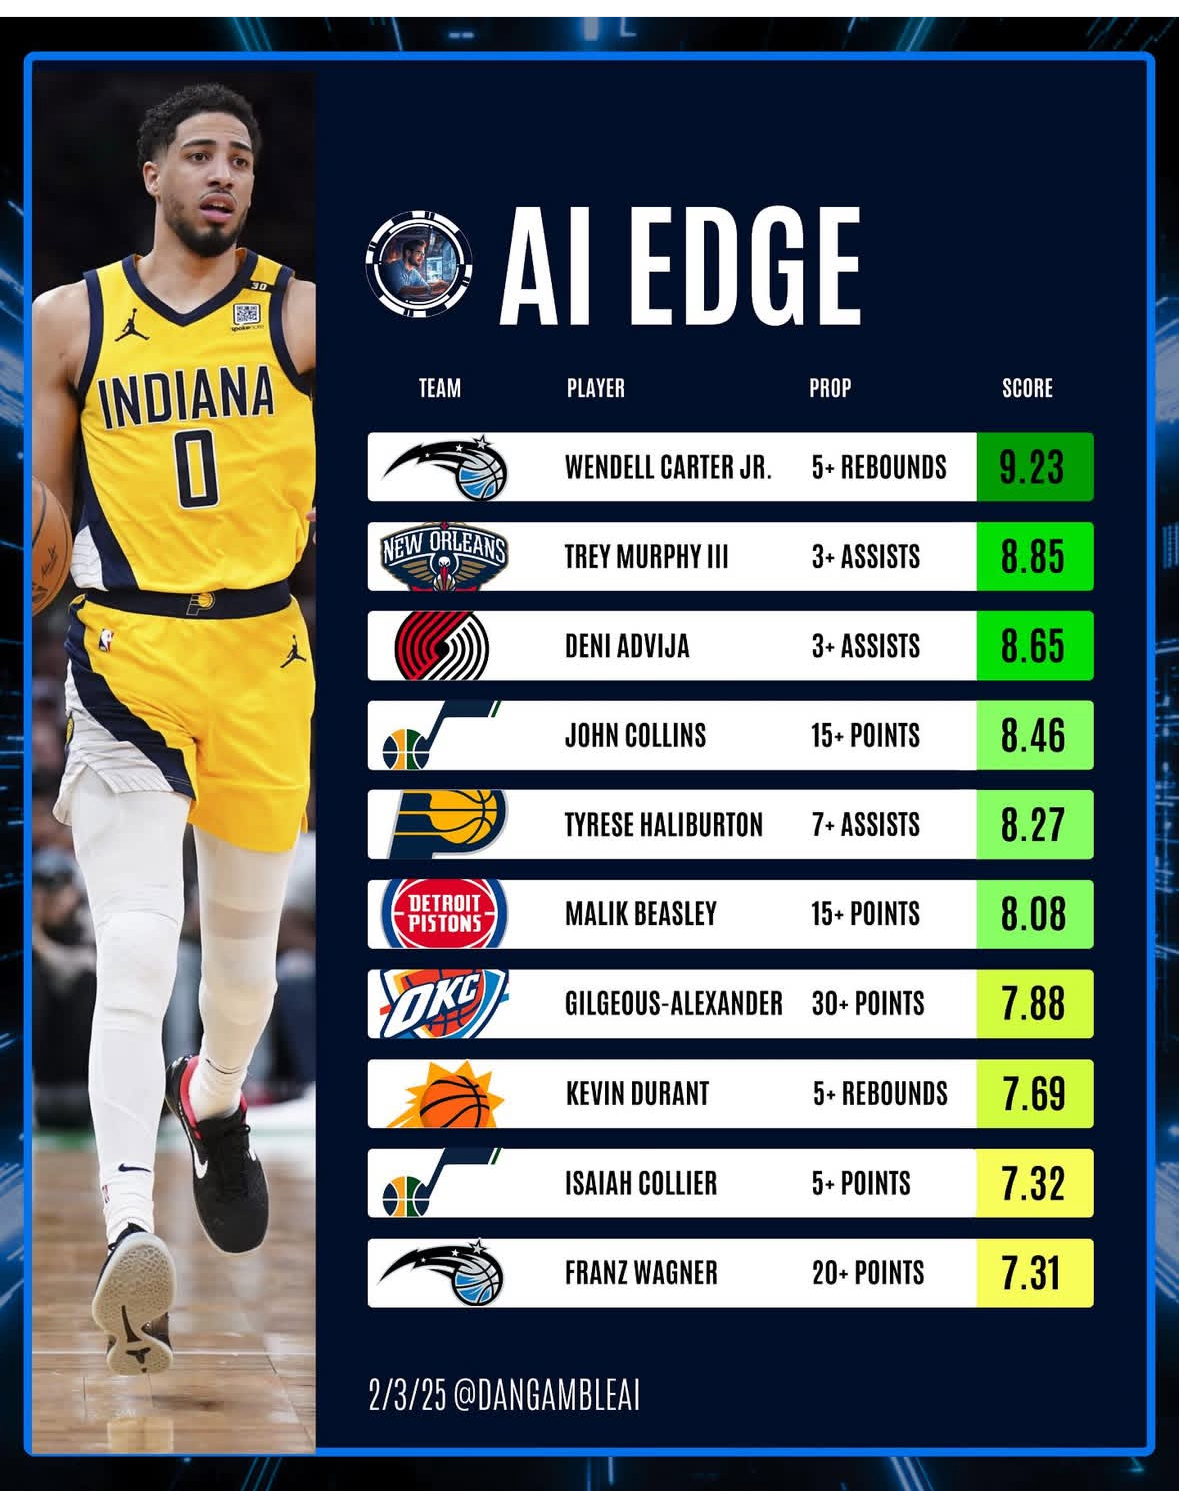 30
spokenote
INDIANA
0
AI EDGE
TEAM PLAYER PROP SCORE
WENDELL CARTER JR. 5+ REBOUNDS 9.23
NEW ORLEANS TREY MURPHY III 3+ ASSISTS 8.85
DENI ADVIJA 3+ ASSISTS 8.65
JOHN COLLINS 15+ POINTS 8.46
TYRESE HALIBURTON 7+ ASSISTS 8.27
DETROIT PISTONS MALIK BEASLEY 15+ POINTS 8.08
OKC GILGEOUS-ALEXANDER 30+ POINTS 7.88
KEVIN DURANT 5+ REBOUNDS 7.69
ISAIAH COLLIER 5+ POINTS 7.32
FRANZ WAGNER 20+ POINTS 7.31
2/3/25 @DANGAMBLEAI